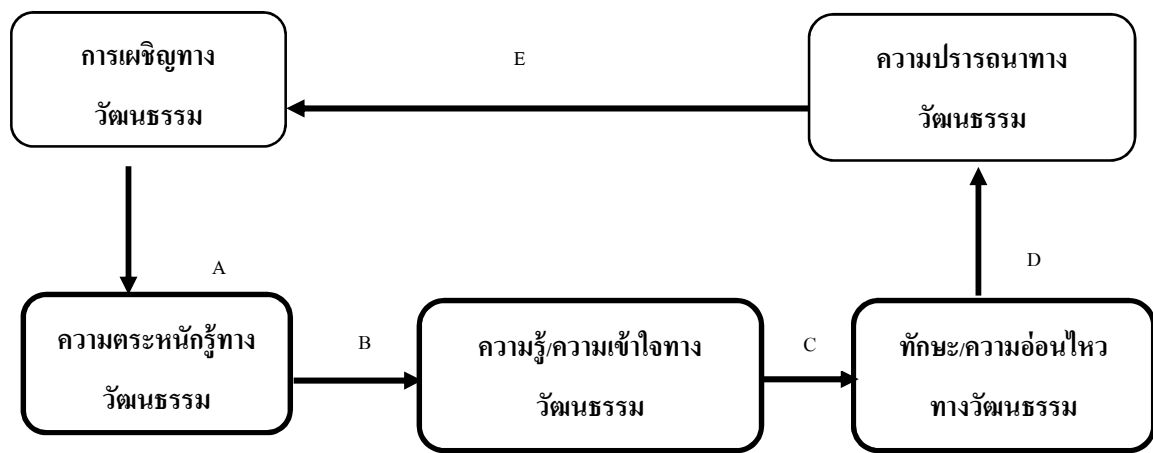 การเผชิญทาง
วัฒนธรรม
E
ความปรารถนาทาง
วัฒนธรรม
A
D
ความตระหนักรู้ทาง
วัฒนธรรม
B
ความรู้/ความเข้าใจทาง
วัฒนธรรม
C
ทักษะ/ความอ่อนไหว
ทางวัฒนธรรม